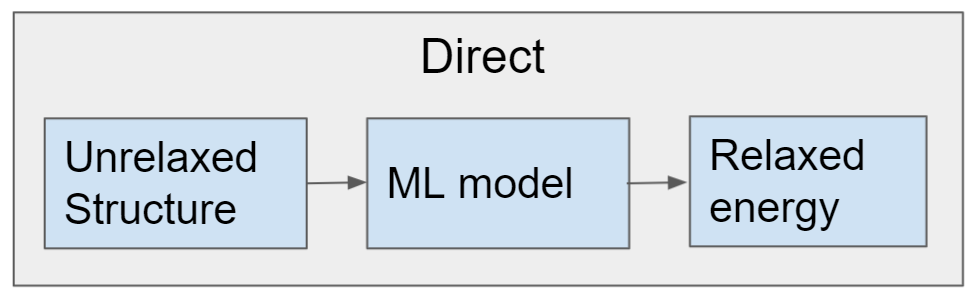 Direct
Unrelaxed
Structure
ML model
Relaxed
energy